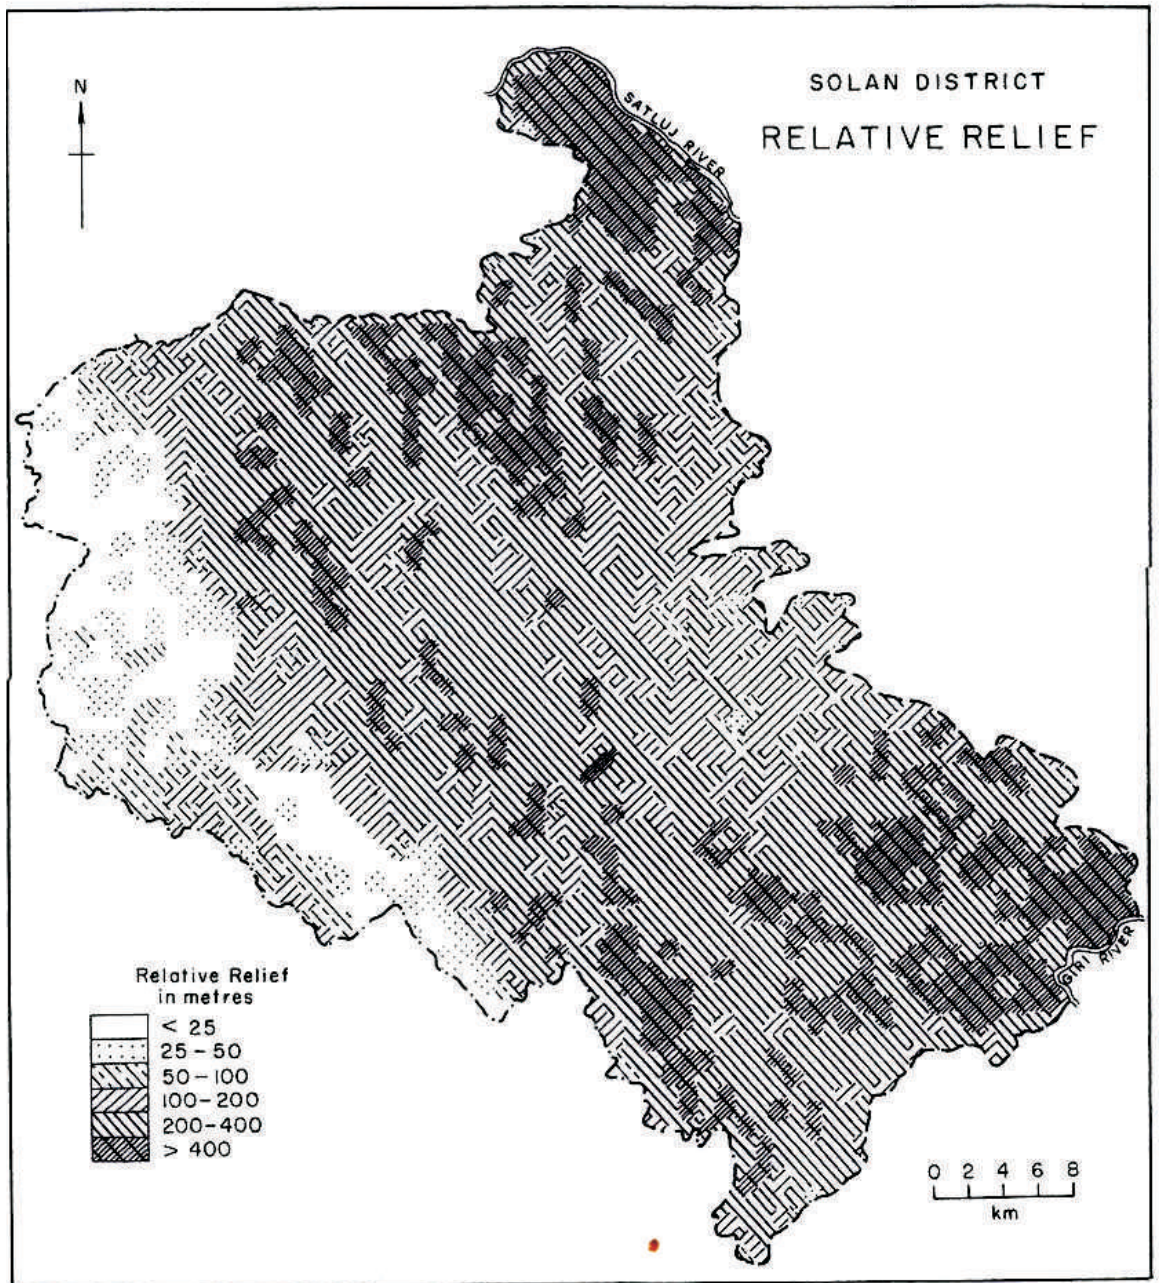 SOLAN DISTRICT
RELATIVE RELIEF
N
SATLUJ RIVER
GIRI RIVER
Relative Relief
in metres
< 25
25-50
50-100
100-200
200-400
> 400
0 2 4 6 8
km